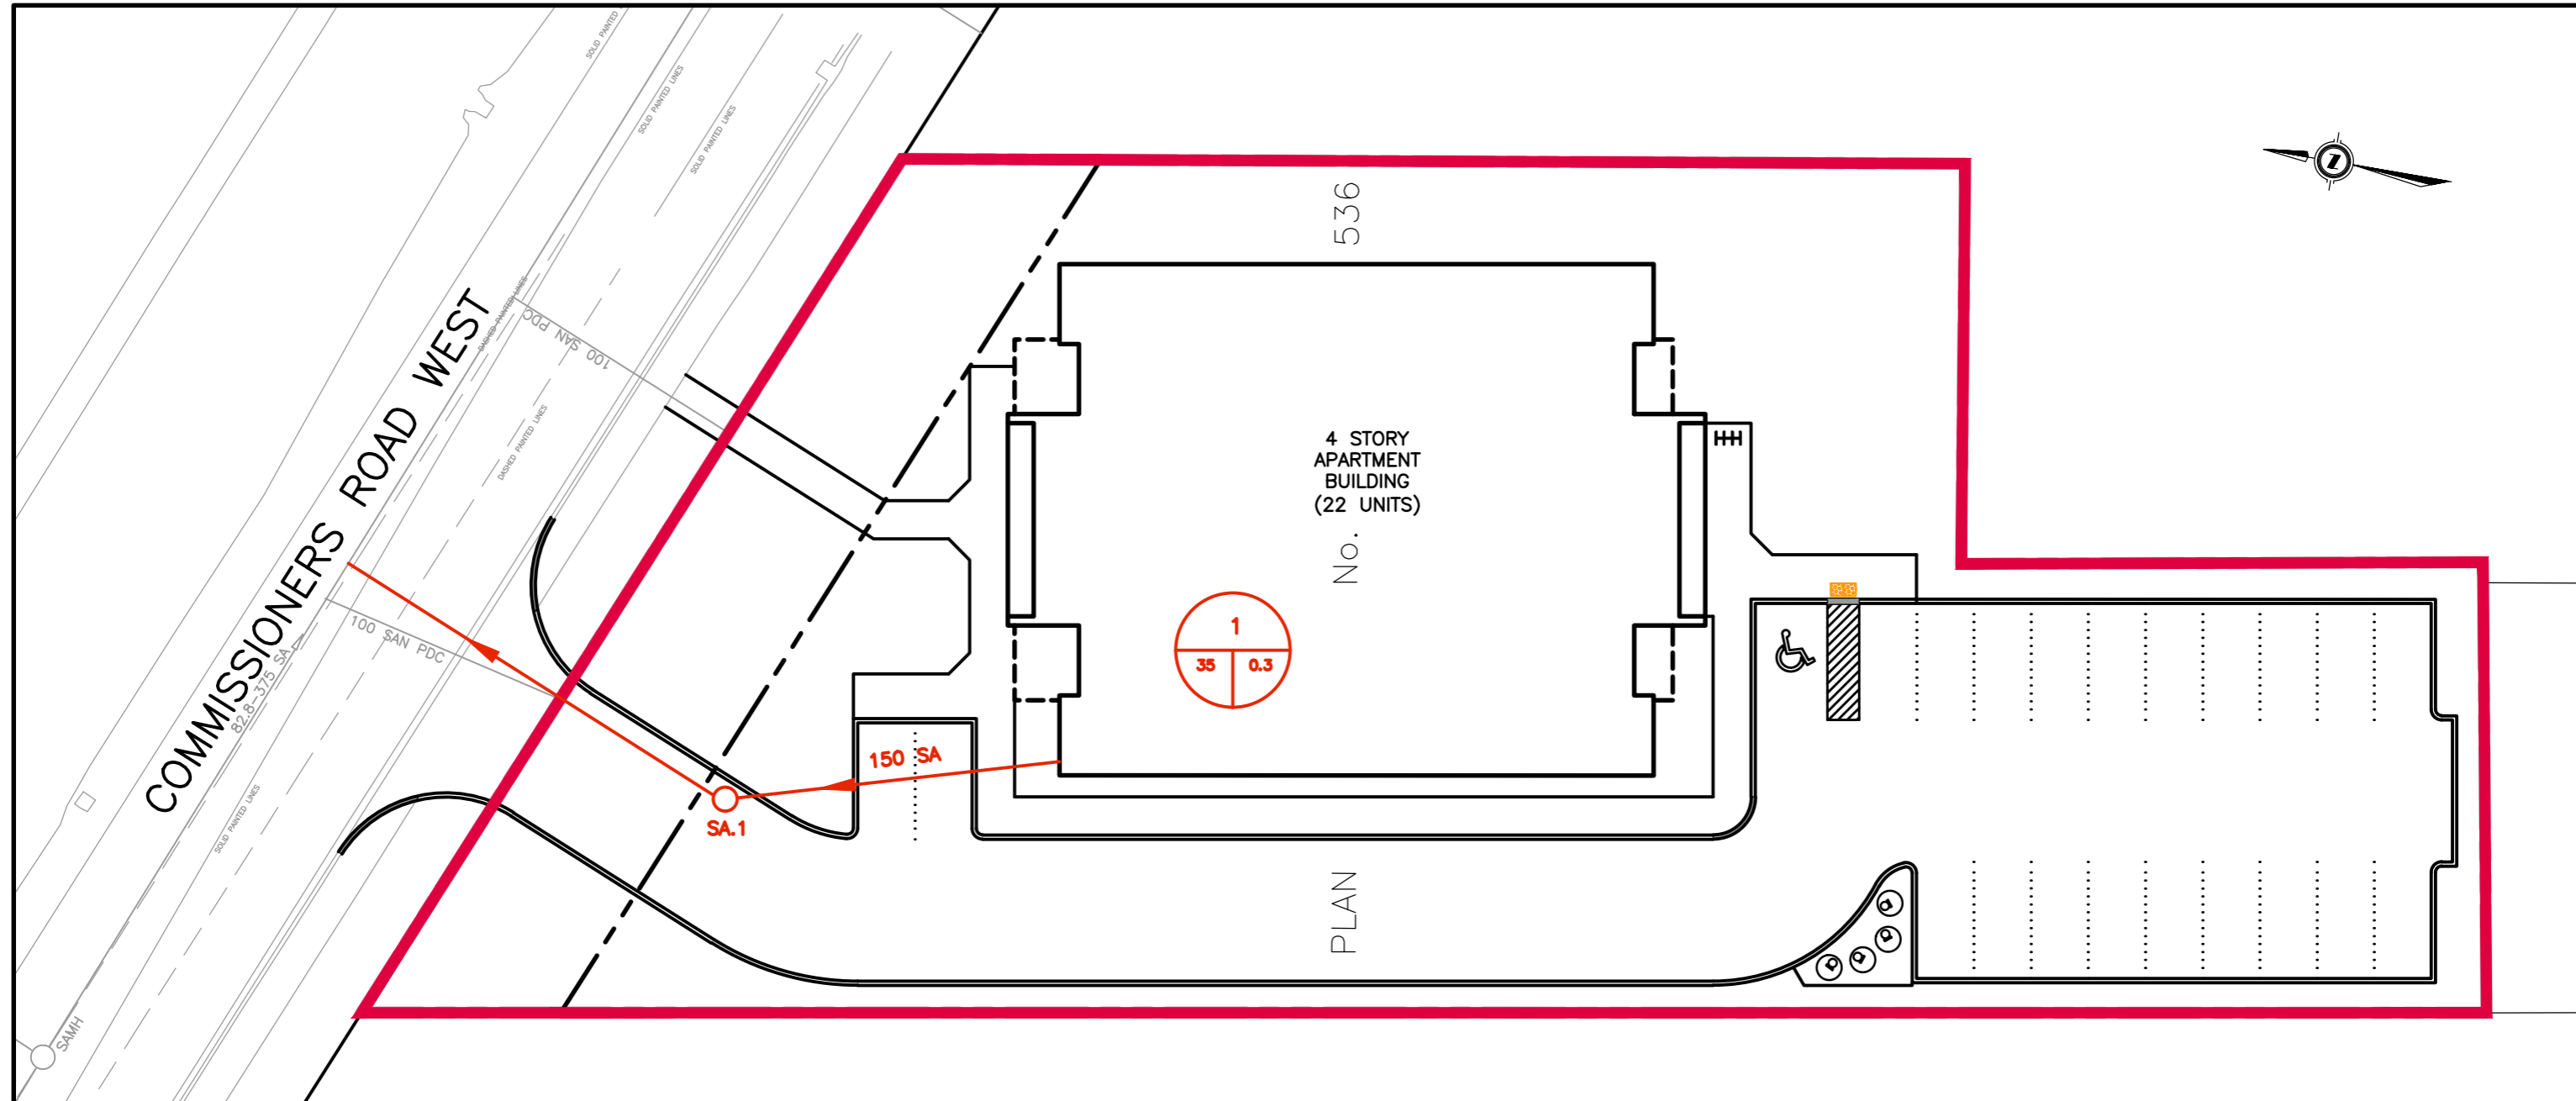 SOLID PAINTED
SOLID PAINTED LINES
SOLID PAINTED LINES
DASHED PAINTED LINES
100 SAN PDC
DASHED PAINTED LINES
COMMISSIONERS ROAD WEST
100 SAN PDC
82.8-375 SA
SOLID PAINTED LINES
SAMH
536
4 STORY
APARTMENT
BUILDING
(22 UNITS)
No.
1
35 0.3
150 SA
SA.1
PLAN
Z